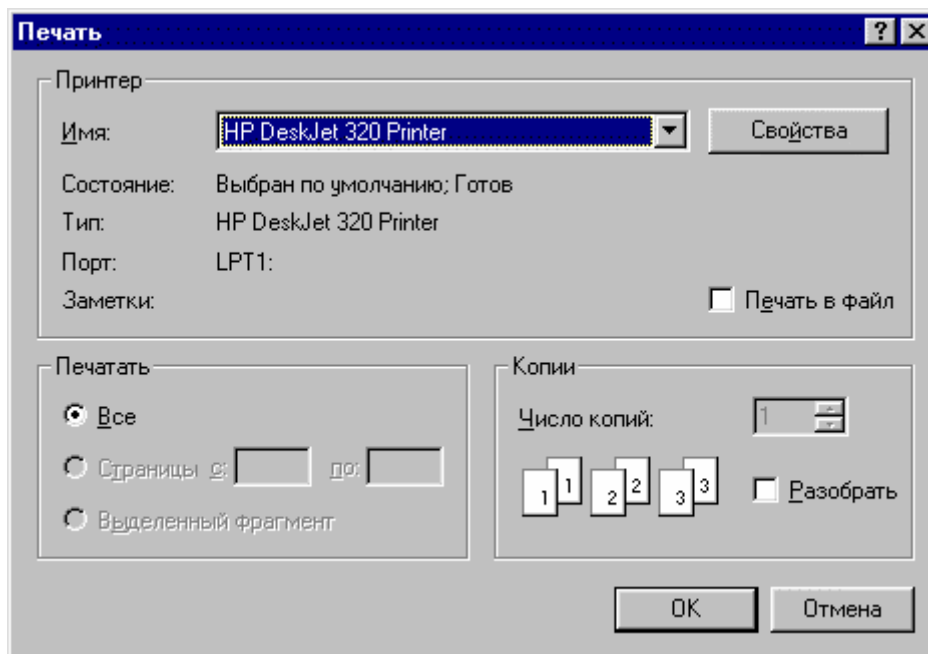 Печать
Принтер
Имя: HP DeskJet 320 Printer Свойства
Состояние: Выбран по умолчанию; Готов
Тип: HP DeskJet 320 Printer
Порт: LPT1:
Заметки: Печать в файл
Печатать
Все
Страницы с: по:
Выделенный фрагмент
Копии
Число копий: 1
1 1 2 2 3 3 Разобрать
OK Отмена